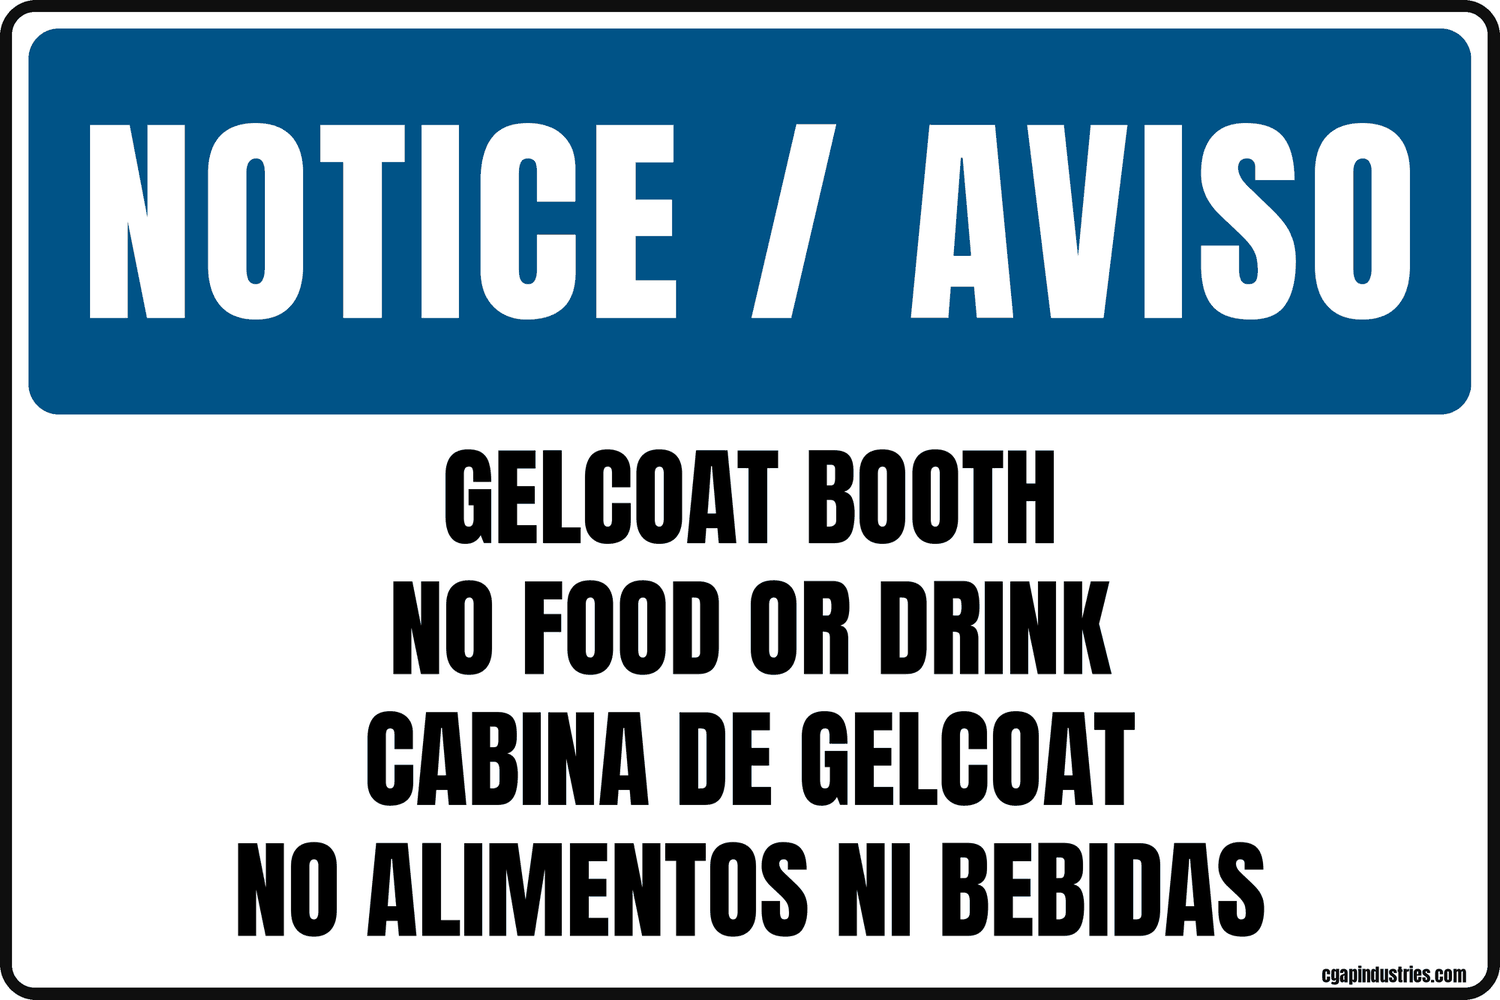 NOTICE / AVISO
GELCOAT BOOTH
NO FOOD OR DRINK
CABINA DE GELCOAT
NO ALIMENTOS NI BEBIDAS
cgapindustries.com